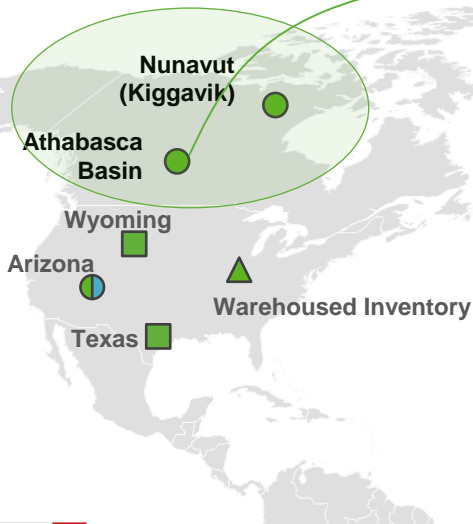 Nunavut
(Kiggavik)
Athabasca
Basin
Wyoming
Arizona
Warehoused Inventory
Texas